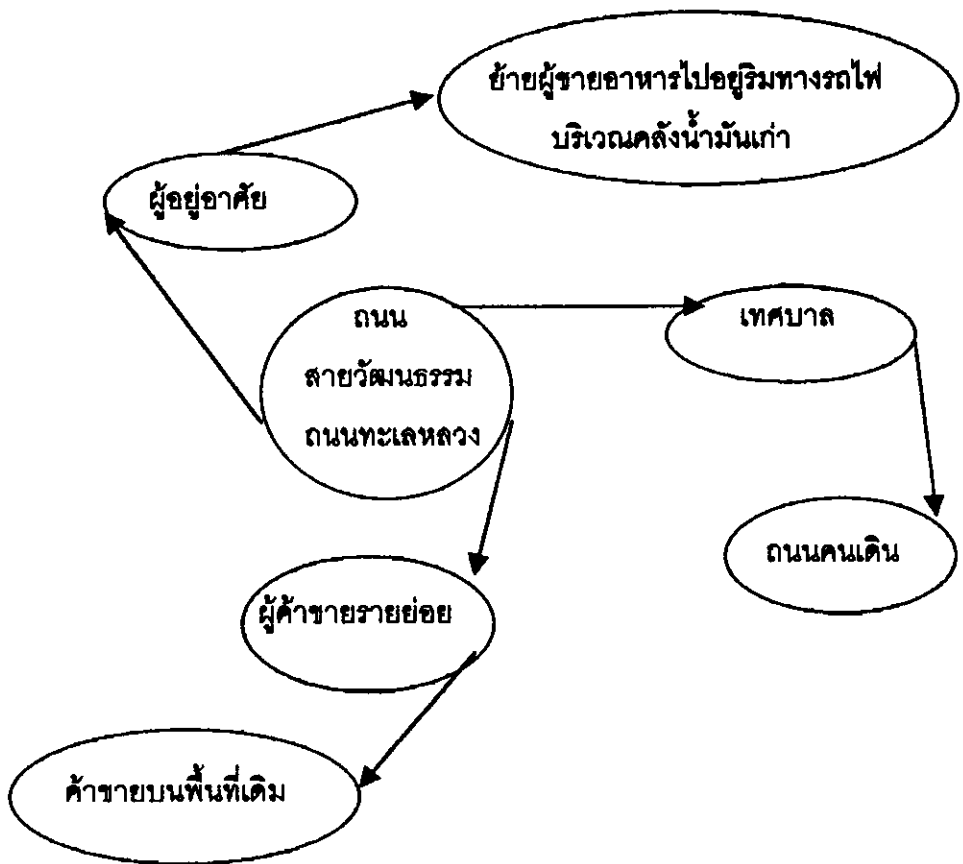 ย้ายผู้ขายอาหารไปอยู่ริมทางรถไฟ
บริเวณคลังน้ำมันเก่า
ผู้อยู่อาศัย
ถนน
สายวัฒนธรรม
ถนนทะเลหลวง
เทศบาล
ถนนคนเดิน
ผู้ค้าขายรายย่อย
ค้าขายบนพื้นที่เดิม